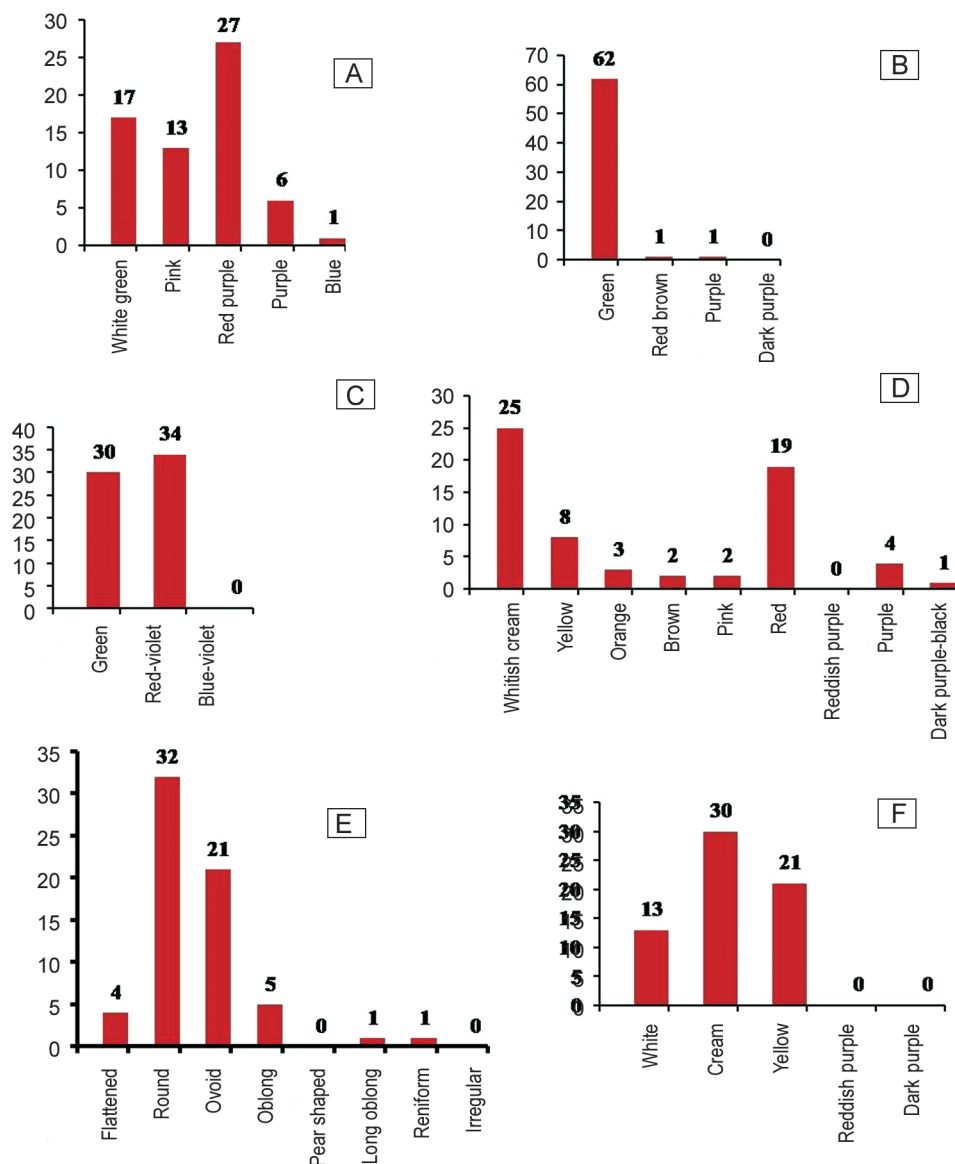 A
30
25
20
15
10
5
0
17
13
27
6
1
White green
Pink
Red purple
Purple
Blue
B
70
60
50
40
30
20
10
0
62
1
1
0
Green
Red brown
Purple
Dark purple
C
40
35
30
25
20
15
10
5
0
30
34
0
Green
Red-violet
Blue-violet
D
30
25
20
15
10
5
0
25
8
3
2
2
19
0
4
1
Whitish cream
Yellow
Orange
Brown
Pink
Red
Reddish purple
Purple
Dark purple-black
E
35
30
25
20
15
10
5
0
4
32
21
5
0
1
1
0
Flattened
Round
Ovoid
Oblong
Pear shaped
Long oblong
Reniform
Irregular
F
35
30
25
20
15
10
5
0
13
30
21
0
0
White
Cream
Yellow
Reddish purple
Dark purple